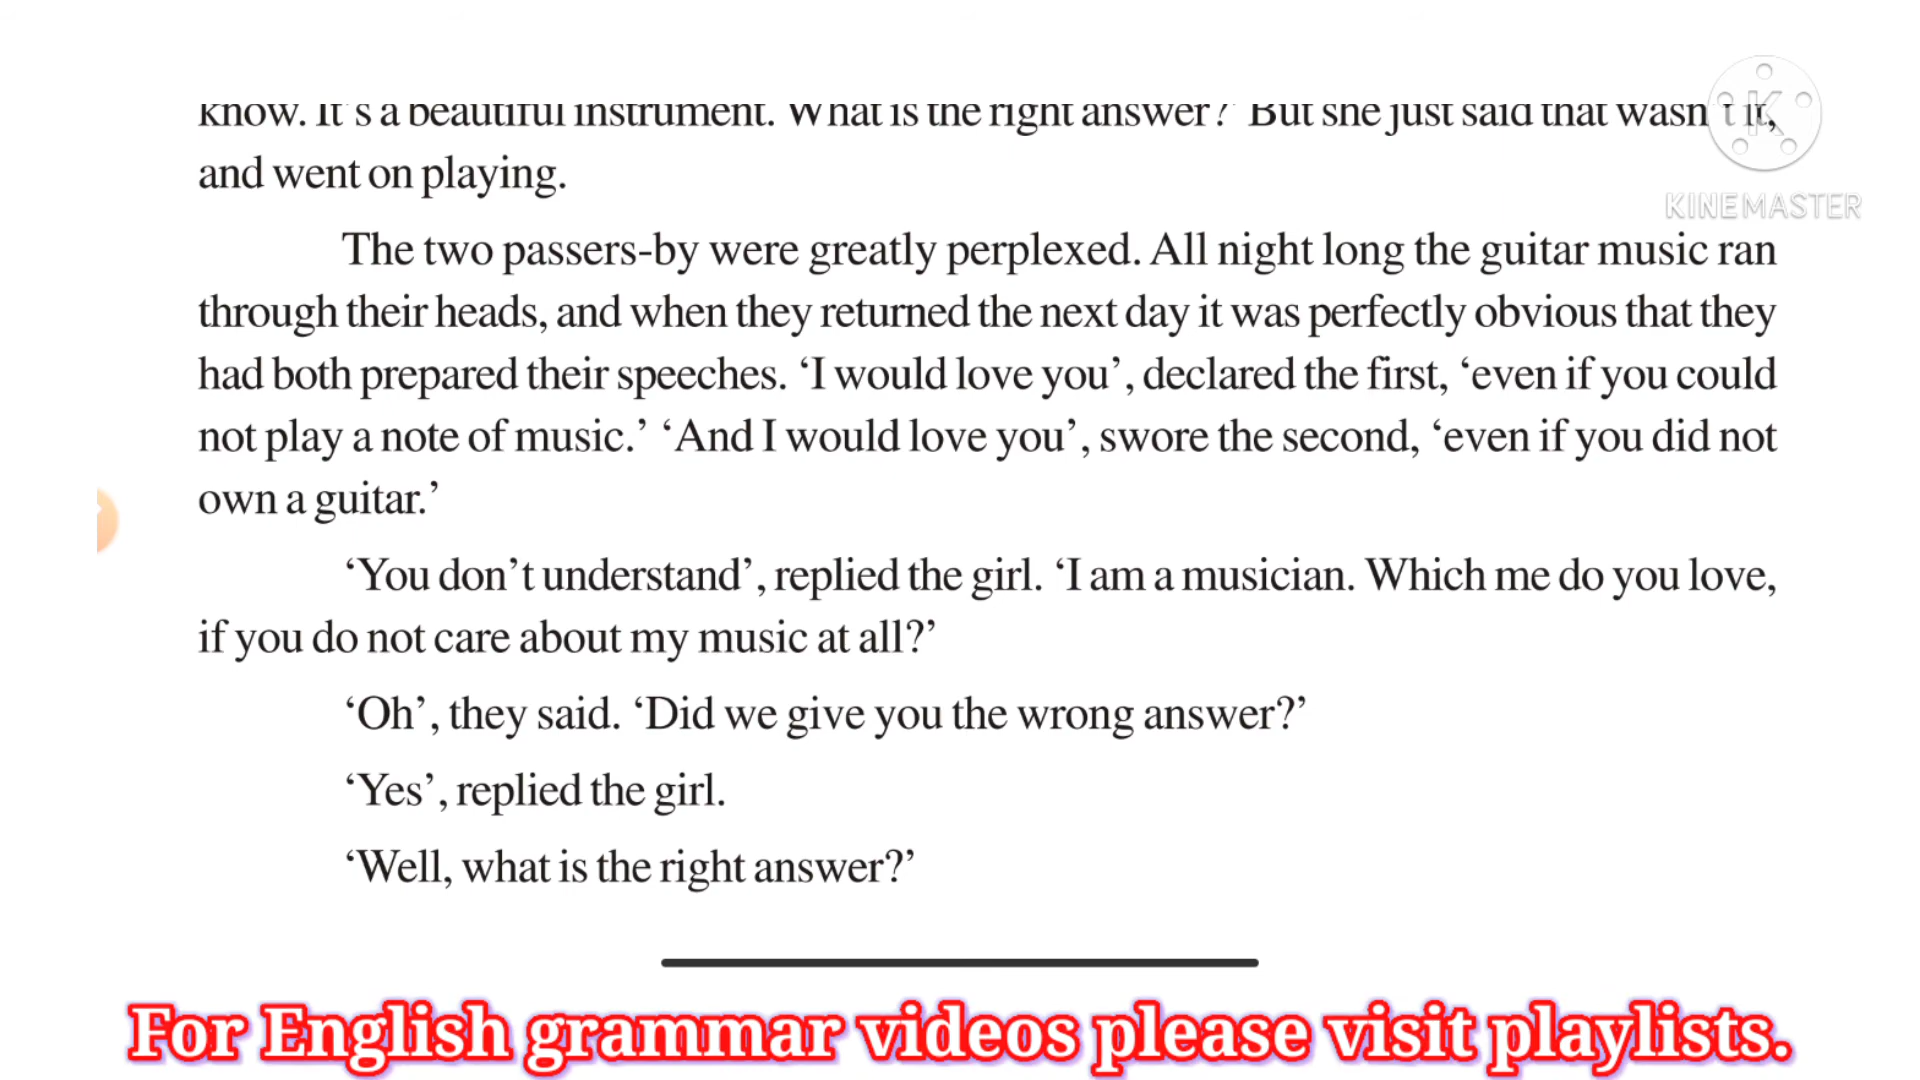 know. It's a beautiful instrument. What is the right answer?' But she just said that wasn't it,
and went on playing.
The two passers-by were greatly perplexed. All night long the guitar music ran
through their heads, and when they returned the next day it was perfectly obvious that they
had both prepared their speeches. ‘I would love you’, declared the first, ‘even if you could
not play a note of music.’ ‘And I would love you’, swore the second, ‘even if you did not
own a guitar.’
‘You don’t understand’, replied the girl. ‘I am a musician. Which me do you love,
if you do not care about my music at all?’
‘Oh’, they said. ‘Did we give you the wrong answer?’
‘Yes’, replied the girl.
‘Well, what is the right answer?’
K
KINEMASTER
For English grammar videos please visit playlists.